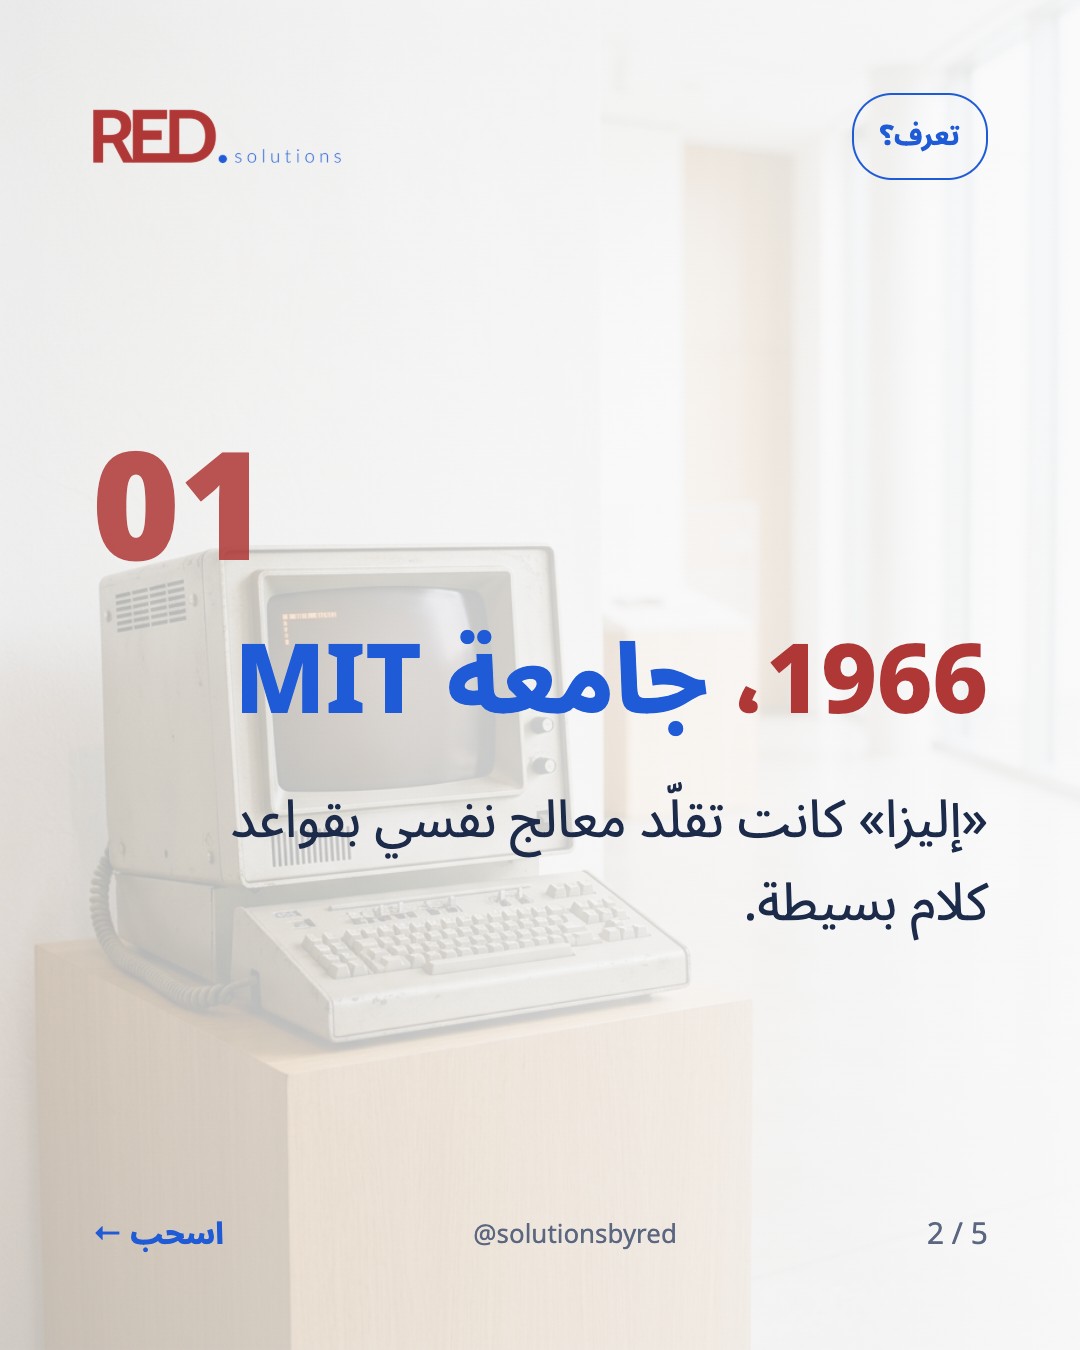 RED.solutions
تعرف؟
01
1966، جامعة MIT
«إليزا» كانت تقلّد معالج نفسي بقواعد
كلام بسيطة.
اسحب ←
@solutionsbyred
2 / 5